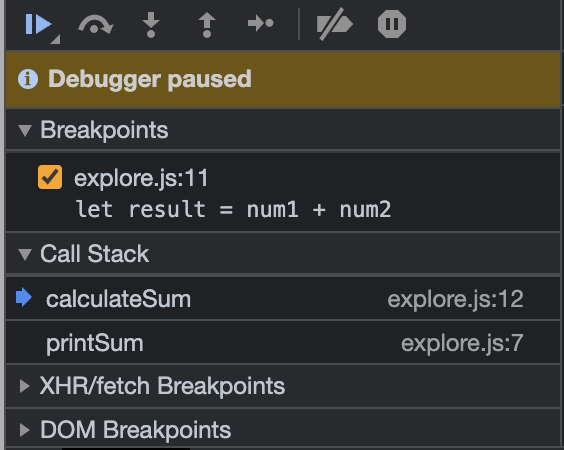 Debugger paused
Breakpoints
explore.js:11
let result = num1 + num2
Call Stack
calculateSum explore.js:12
printSum explore.js:7
XHR/fetch Breakpoints
DOM Breakpoints